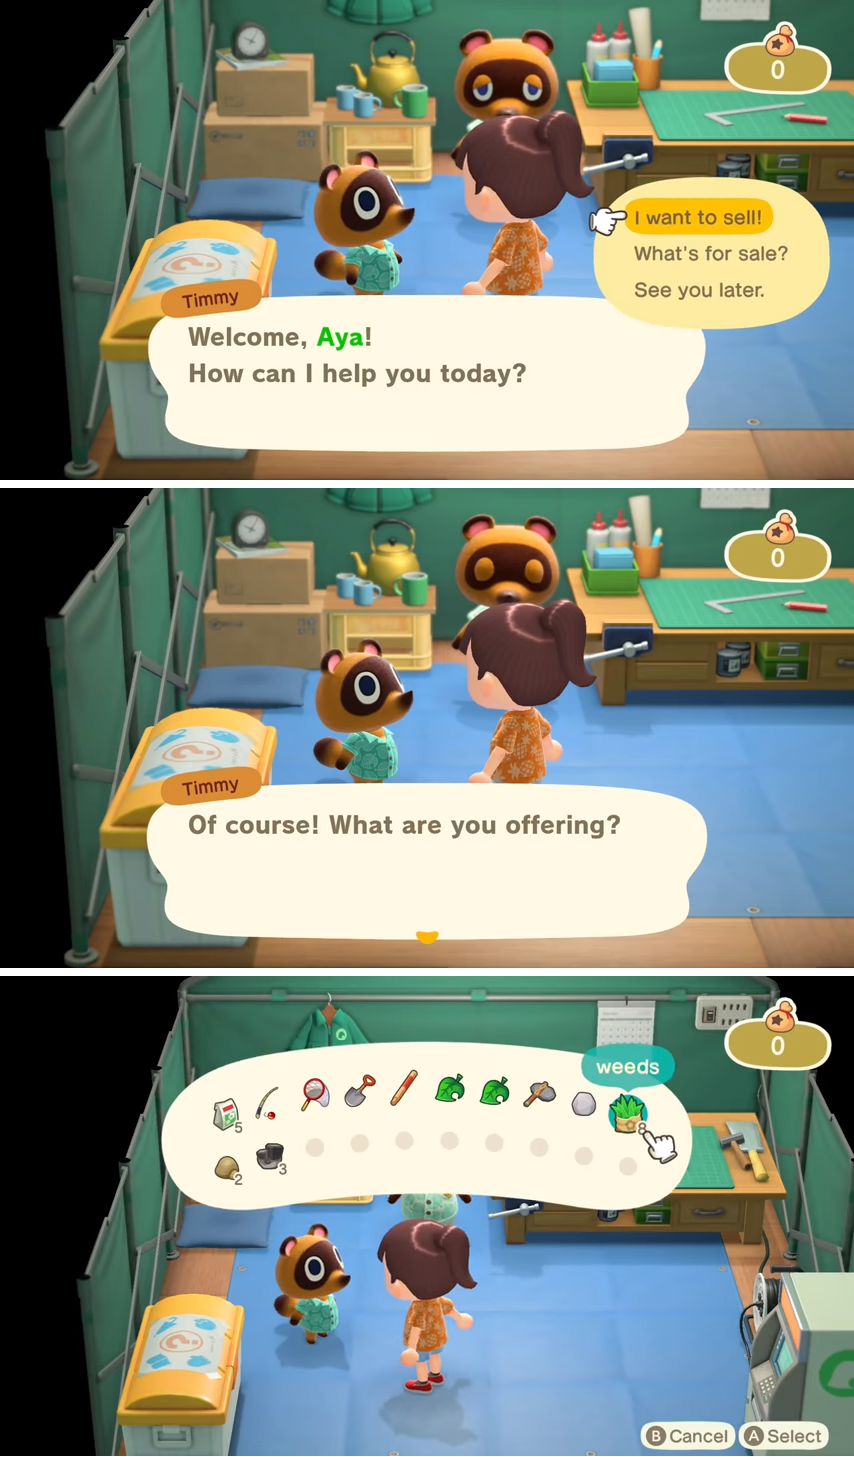 0
I want to sell!
What's for sale?
See you later.
Timmy
Welcome, Aya!
How can I help you today?
0
Timmy
Of course! What are you offering?
0
weeds
5
8
2
3
B Cancel
A Select